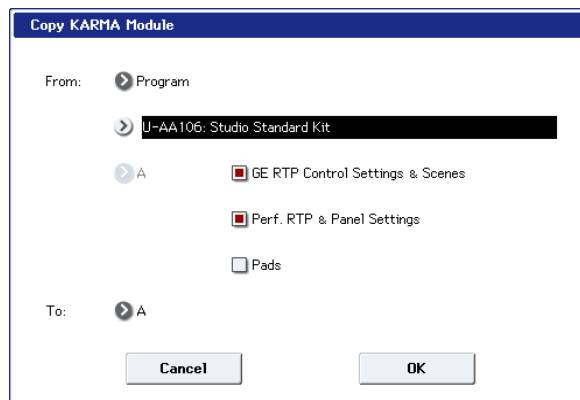 Copy KARMA Module
From: Program
U-AA106: Studio Standard Kit
A GE RTP Control Settings & Scenes
Perf. RTP & Panel Settings
Pads
To: A
Cancel OK